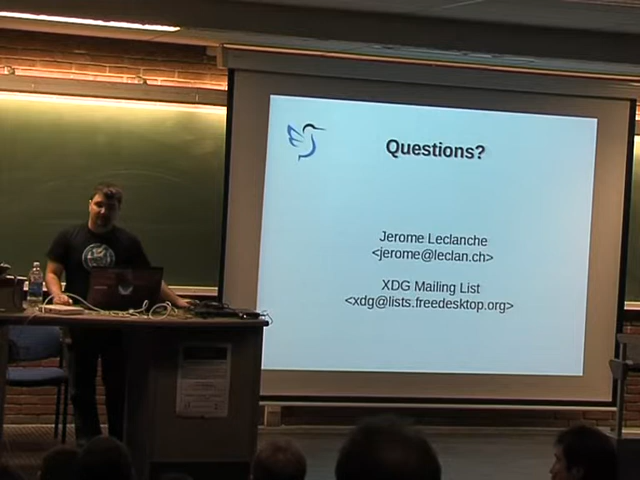 Questions?
Jerome Leclanche
<jerome@leclan.ch>
XDG Mailing List
<xdg@lists.freedesktop.org>